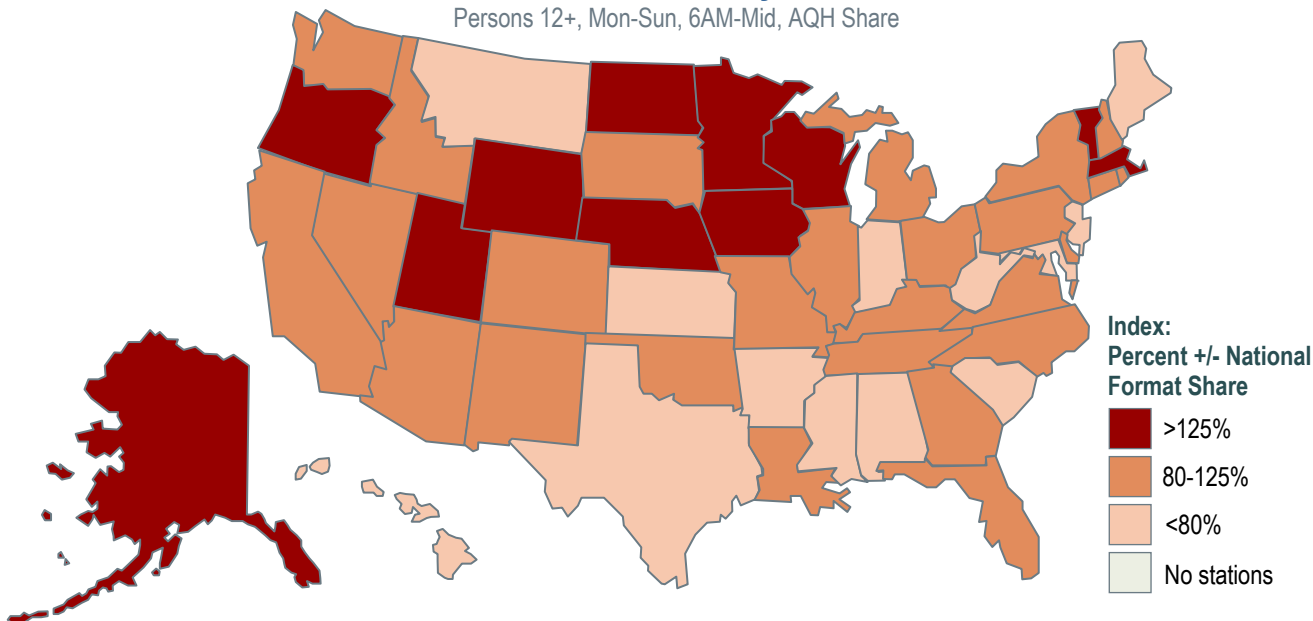 Persons 12+, Mon-Sun, 6AM-Mid, AQH Share
Index:
Percent +/- National
Format Share
>125%
80-125%
<80%
No stations